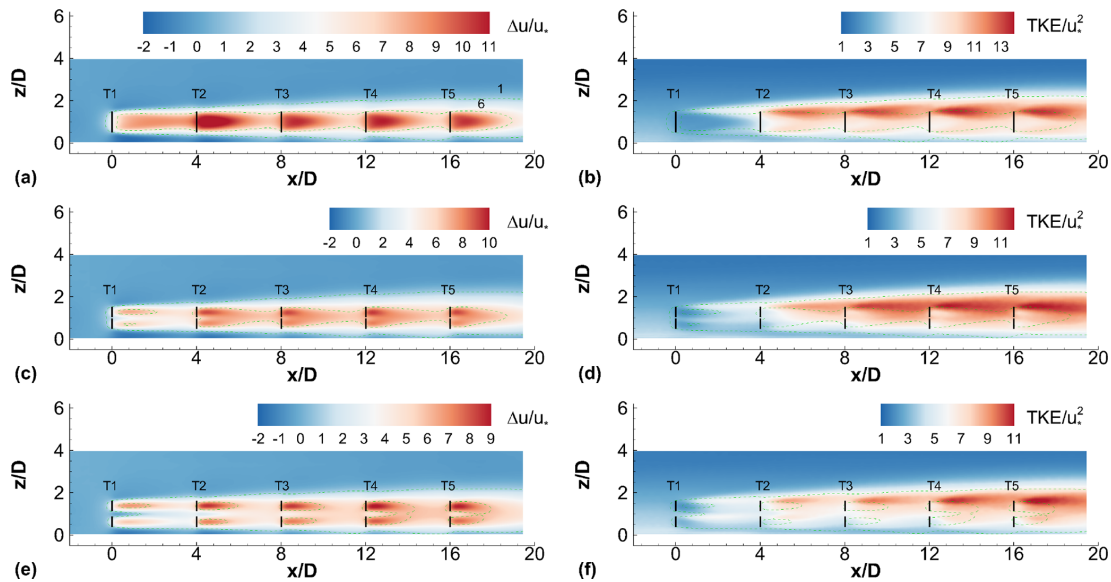 6 Δu/u* 6 TKE/u*²
-2 -1 0 1 2 3 4 5 6 7 8 9 10 11 1 3 5 7 9 11 13
z/D 4 z/D 4
2 T1 T2 T3 T4 T5 6 1 2 T1 T2 T3 T4 T5
0 0
0 4 8 12 16 20 0 4 8 12 16 20
(a) x/D (b) x/D
6 Δu/u* 6 TKE/u*²
-2 0 2 4 6 8 10 1 3 5 7 9 11
z/D 4 z/D 4
2 T1 T2 T3 T4 T5 2 T1 T2 T3 T4 T5
0 0
0 4 8 12 16 20 0 4 8 12 16 20
(c) x/D (d) x/D
6 Δu/u* 6 TKE/u*²
-2 -1 0 1 2 3 4 5 6 7 8 9 1 3 5 7 9 11
z/D 4 z/D 4
2 T1 T2 T3 T4 T5 2 T1 T2 T3 T4 T5
0 0
0 4 8 12 16 20 0 4 8 12 16 20
(e) x/D (f) x/D